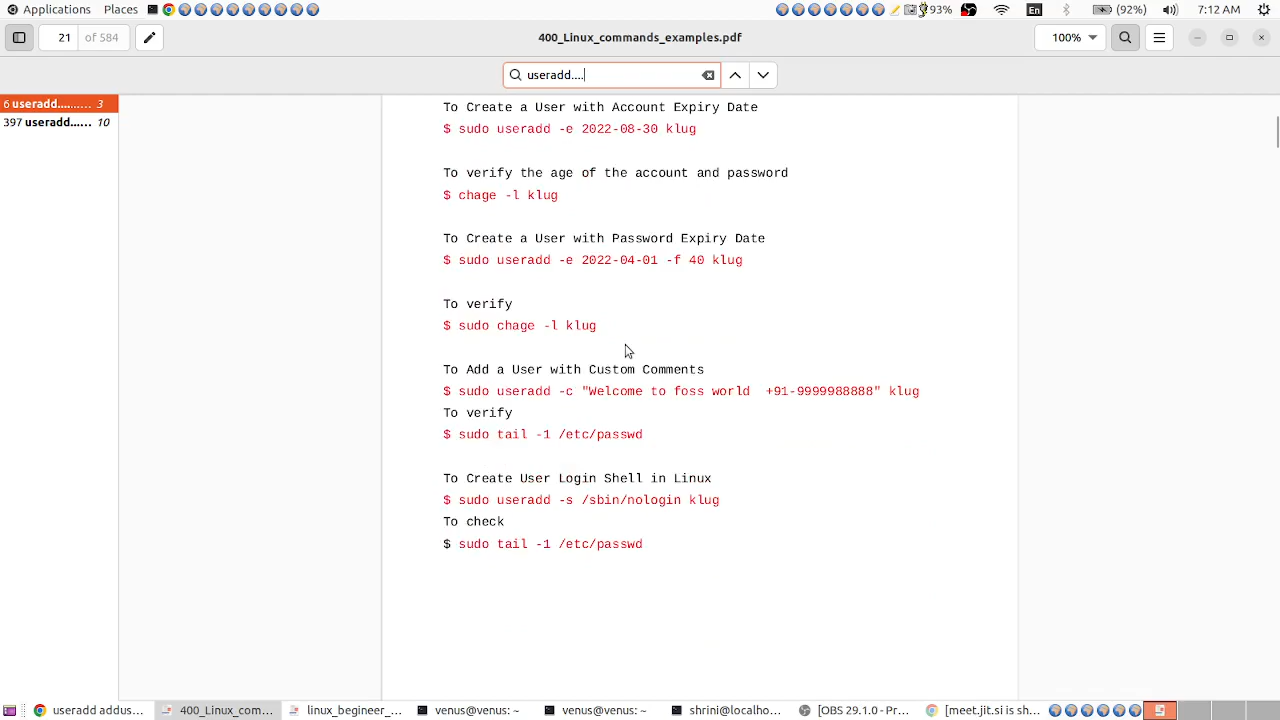 Applications Places 93% En (92%) 7:12 AM
21 of 584 400_Linux_commands_examples.pdf 100%
useradd....
6 useradd....... 3
397 useradd...... 10
To Create a User with Account Expiry Date
$ sudo useradd -e 2022-08-30 klug
To verify the age of the account and password
$ chage -l klug
To Create a User with Password Expiry Date
$ sudo useradd -e 2022-04-01 -f 40 klug
To verify
$ sudo chage -l klug
To Add a User with Custom Comments
$ sudo useradd -c "Welcome to foss world  +91-9999988888" klug
To verify
$ sudo tail -1 /etc/passwd
To Create User Login Shell in Linux
$ sudo useradd -s /sbin/nologin klug
To check
$ sudo tail -1 /etc/passwd
useradd addus... 400_Linux_com... linux_begineer_... venus@venus: ~ venus@venus: ~ shrini@localho... [OBS 29.1.0 - Pr... [meet.jit.si is sh...